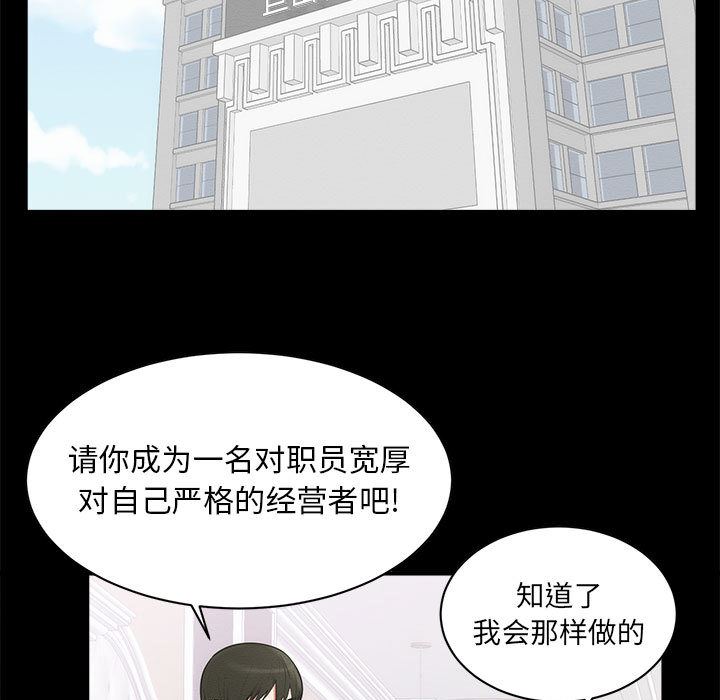 请你成为一名对职员宽厚
对自己严格的经营者吧!
知道了
我会那样做的